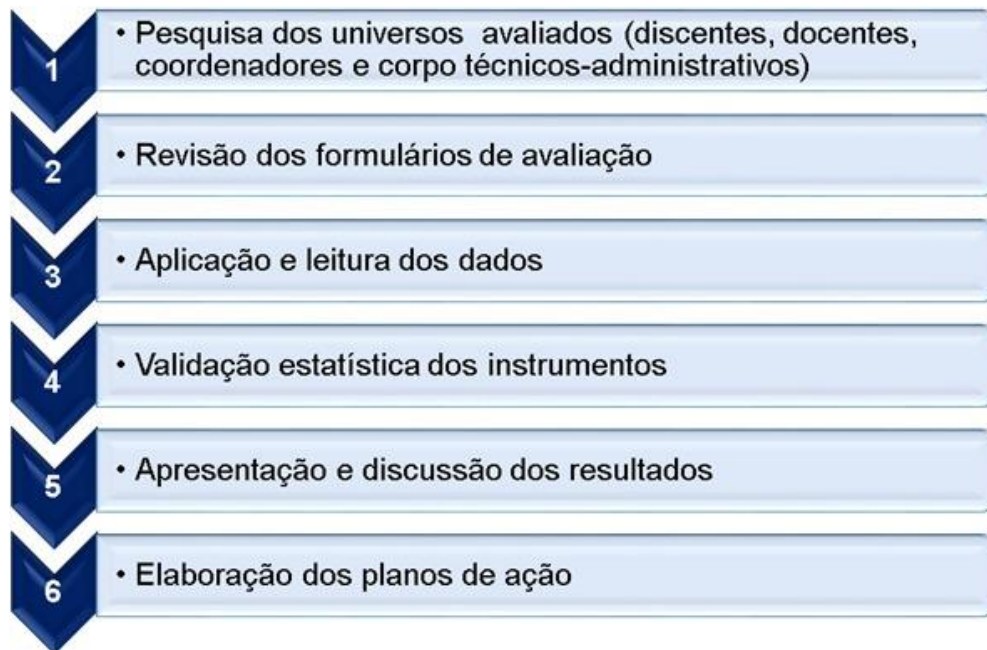 1
• Pesquisa dos universos avaliados (discentes, docentes,
coordenadores e corpo técnicos-administrativos)
2
• Revisão dos formulários de avaliação
3
• Aplicação e leitura dos dados
4
• Validação estatística dos instrumentos
5
• Apresentação e discussão dos resultados
6
• Elaboração dos planos de ação